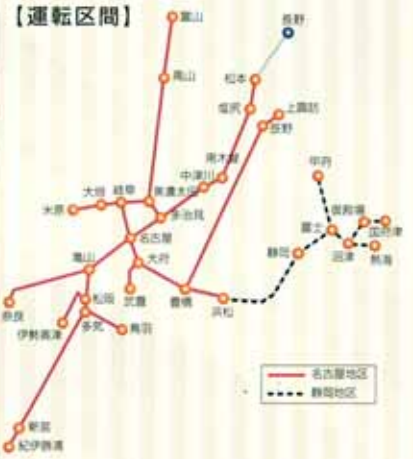 【運転区間】
富山
長野
高山
松本
塩尻
上諏訪
辰野
南木曽
中津川
甲府
大垣
岐阜
美濃太田
米原
多治見
御殿場
国府津
富士
名古屋
沼津
熱海
静岡
亀山
大府
奈良
松阪
武豊
豊橋
浜松
伊勢奥津
多気
鳥羽
名古屋地区
静岡地区
新宮
紀伊勝浦